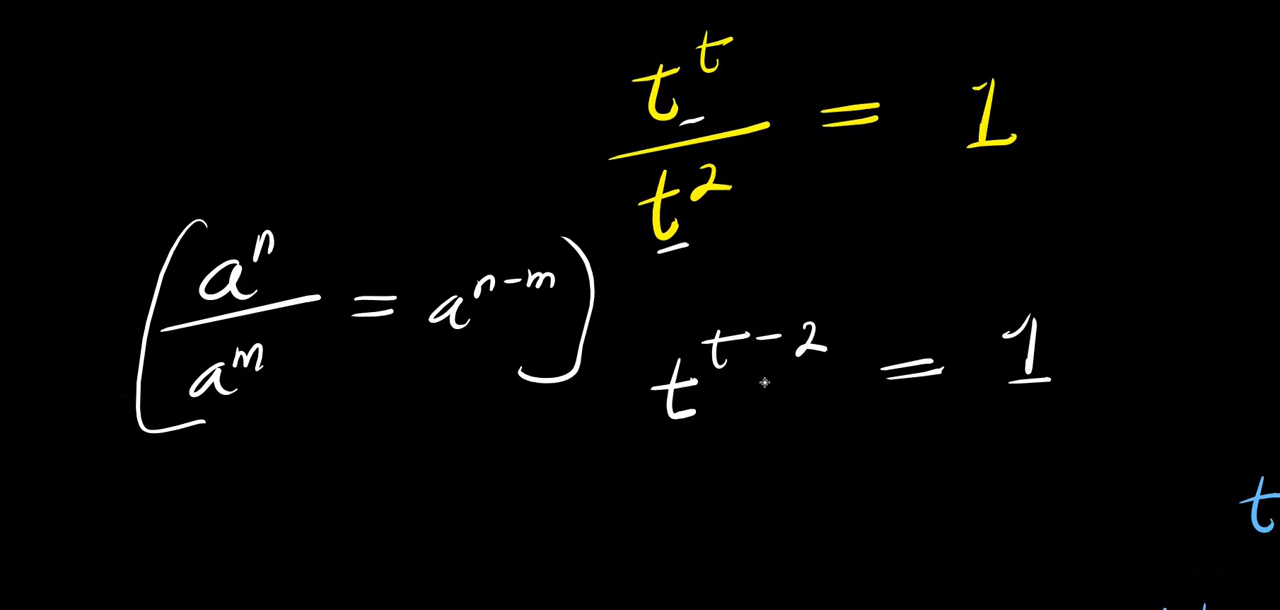 t^t / t^2 = 1
(a^n / a^m = a^{n-m})
t^{t-2} = 1
t